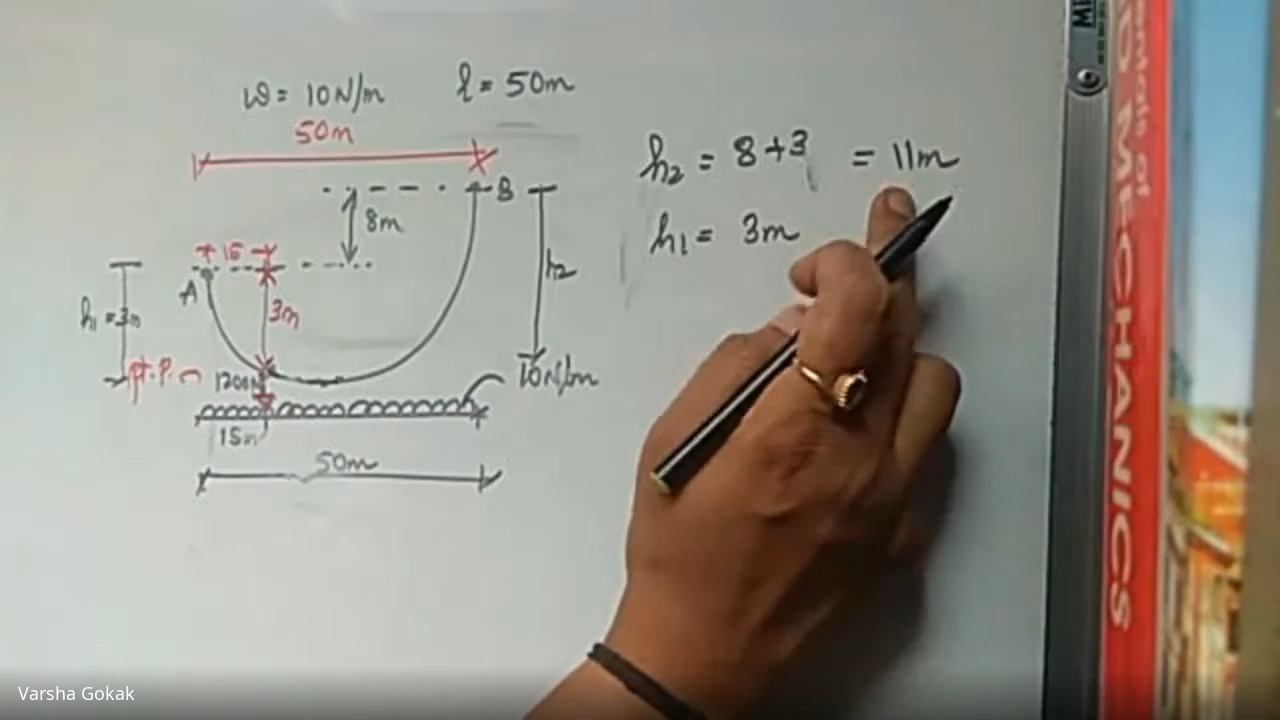 w = 10N/m    l = 50m
50m
B
8m
15
h2
A
h1 = 3m
3m
pt. P.
1200N
10N/m
15m
50m
h2 = 8+3 = 11m
h1 = 3m
MECHANICS
Varsha Gokak